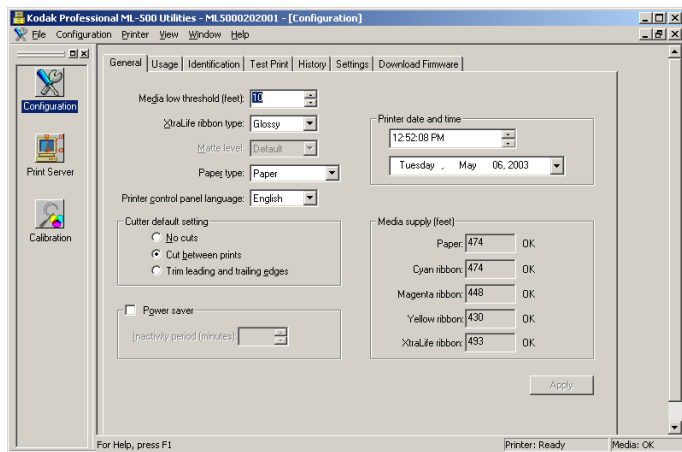 Kodak Professional ML-500 Utilities - ML5000202001 - [Configuration]
File Configuration Printer View Window Help
Configuration
Print Server
Calibration
General Usage Identification Test Print History Settings Download Firmware
Media low threshold (feet): 10
XtraLife ribbon type: Glossy
Matte level: Default
Paper type: Paper
Printer control panel language: English
Printer date and time
12:52:08 PM
Tuesday , May 06, 2003
Cutter default setting
No cuts
Cut between prints
Trim leading and trailing edges
Power saver
Inactivity period (minutes):
Media supply (feet)
Paper: 474 OK
Cyan ribbon: 474 OK
Magenta ribbon: 448 OK
Yellow ribbon: 430 OK
XtraLife ribbon: 493 OK
Apply
For Help, press F1
Printer: Ready
Media: OK